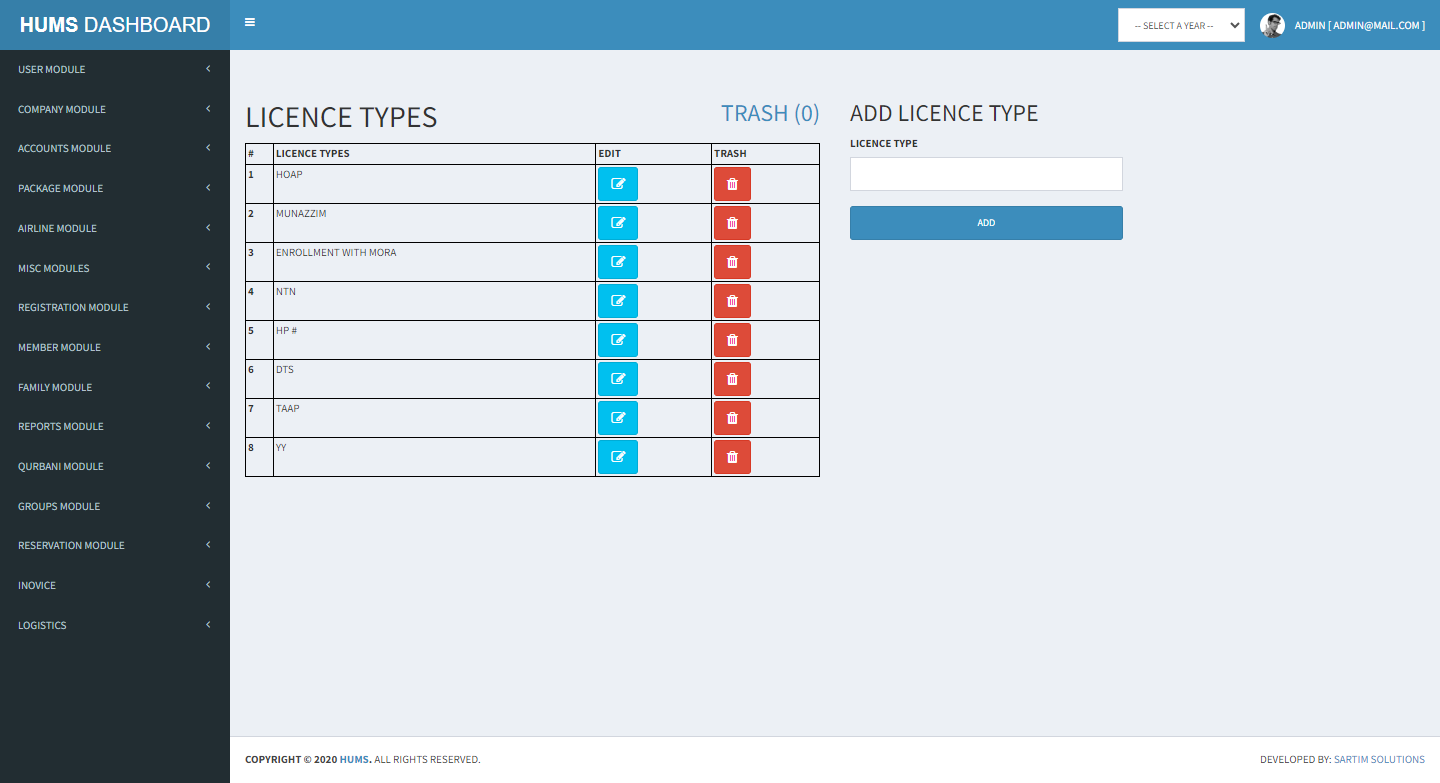 HUMS DASHBOARD
-- SELECT A YEAR --
ADMIN [ ADMIN@MAIL.COM ]
USER MODULE
COMPANY MODULE
ACCOUNTS MODULE
PACKAGE MODULE
AIRLINE MODULE
MISC MODULES
REGISTRATION MODULE
MEMBER MODULE
FAMILY MODULE
REPORTS MODULE
QURBANI MODULE
GROUPS MODULE
RESERVATION MODULE
INOVICE
LOGISTICS
LICENCE TYPES
TRASH (0)
# LICENCE TYPES EDIT TRASH
1 HOAP
2 MUNAZZIM
3 ENROLLMENT WITH MORA
4 NTN
5 HP #
6 DTS
7 TAAP
8 YY
ADD LICENCE TYPE
LICENCE TYPE
ADD
COPYRIGHT © 2020 HUMS. ALL RIGHTS RESERVED.
DEVELOPED BY: SARTIM SOLUTIONS